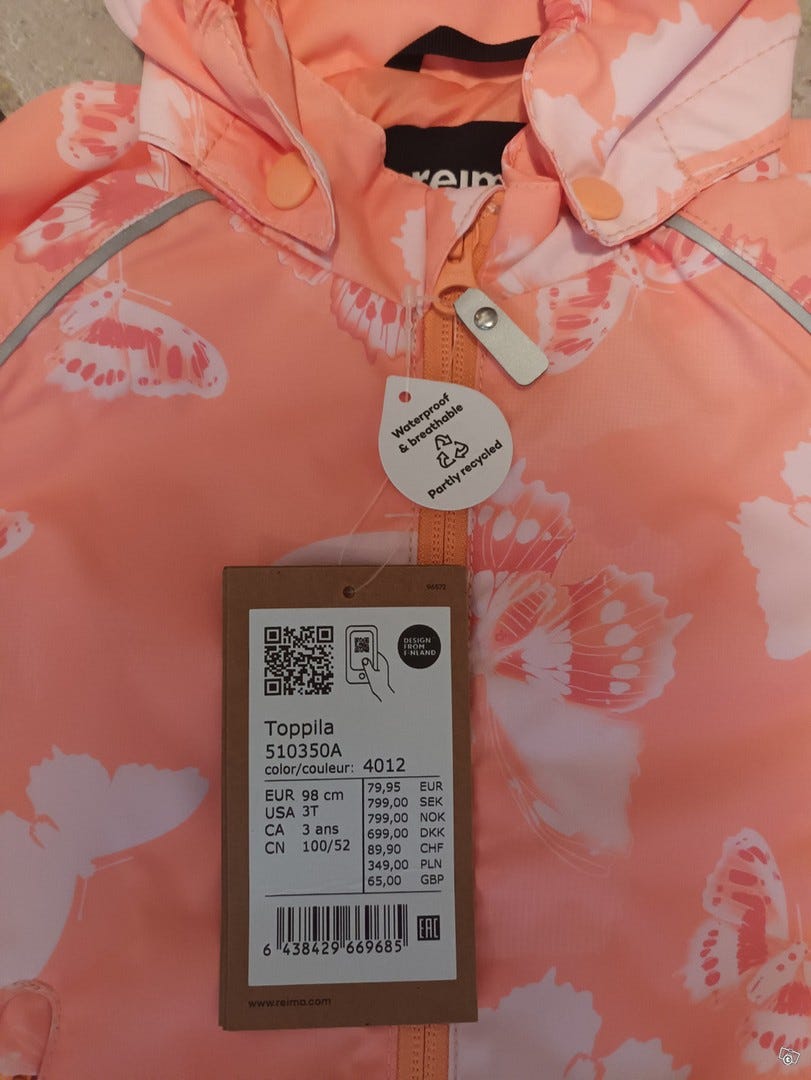 reima
Waterproof
& breathable
Partly recycled
96572
DESIGN
FROM
FINLAND
Toppila
510350A
color/couleur: 4012
EUR 98 cm
USA 3T
CA 3 ans
CN 100/52
79,95 EUR
799,00 SEK
799,00 NOK
699,00 DKK
89,90 CHF
349,00 PLN
65,00 GBP
6 438429 669685
EAC
www.reima.com